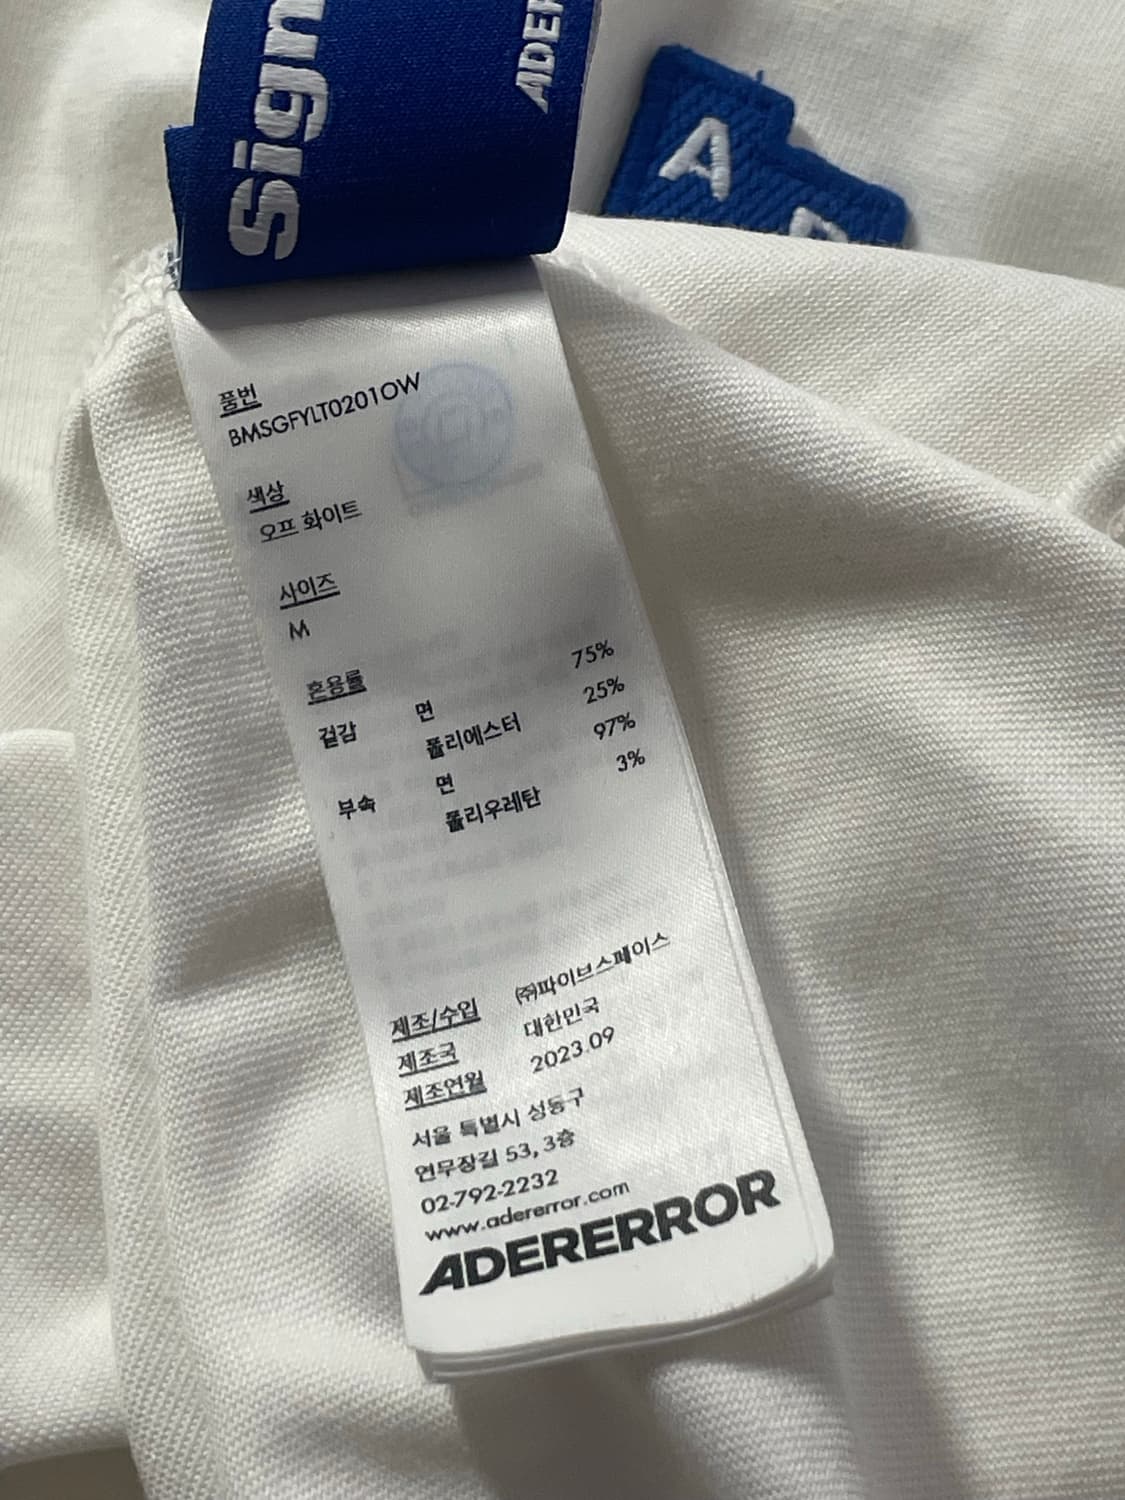 Sign
ADER
A
품번
BMSGFYLT0201OW
색상
오프 화이트
사이즈
M
혼용률
겉감 면 75%
폴리에스터 25%
부속 면 97%
폴리우레탄 3%
제조/수입 ㈜파이브스페이스
제조국 대한민국
제조연월 2023.09
서울 특별시 성동구
연무장길 53, 3층
02-792-2232
www.adererror.com
ADERERROR